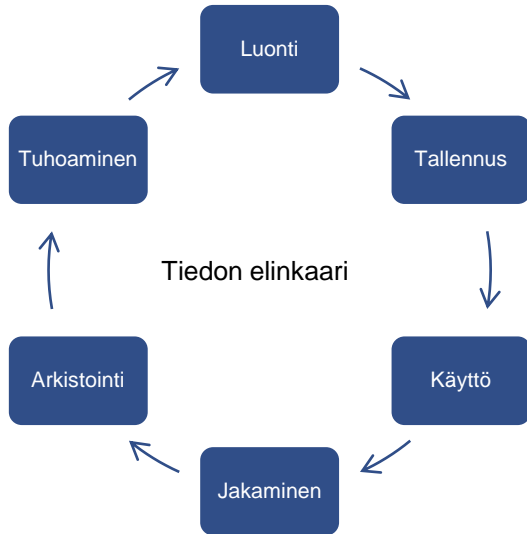 Luonti
Tallennus
Käyttö
Jakaminen
Arkistointi
Tuhoaminen
Tiedon elinkaari